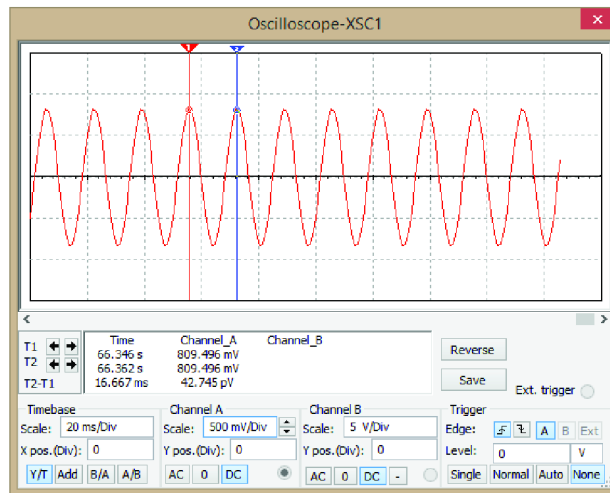 Oscilloscope-XSC1
1 2
Time Channel_A Channel_B
T1 66.346 s 809.496 mV
T2 66.362 s 809.496 mV
T2-T1 16.667 ms 42.745 pV
Reverse
Save
Ext. trigger
Timebase Channel A Channel B Trigger
Scale: 20 ms/Div Scale: 500 mV/Div Scale: 5 V/Div Edge: A B Ext
X pos.(Div): 0 Y pos.(Div): 0 Y pos.(Div): 0 Level: 0 V
Y/T Add B/A A/B AC 0 DC AC 0 DC - Single Normal Auto None